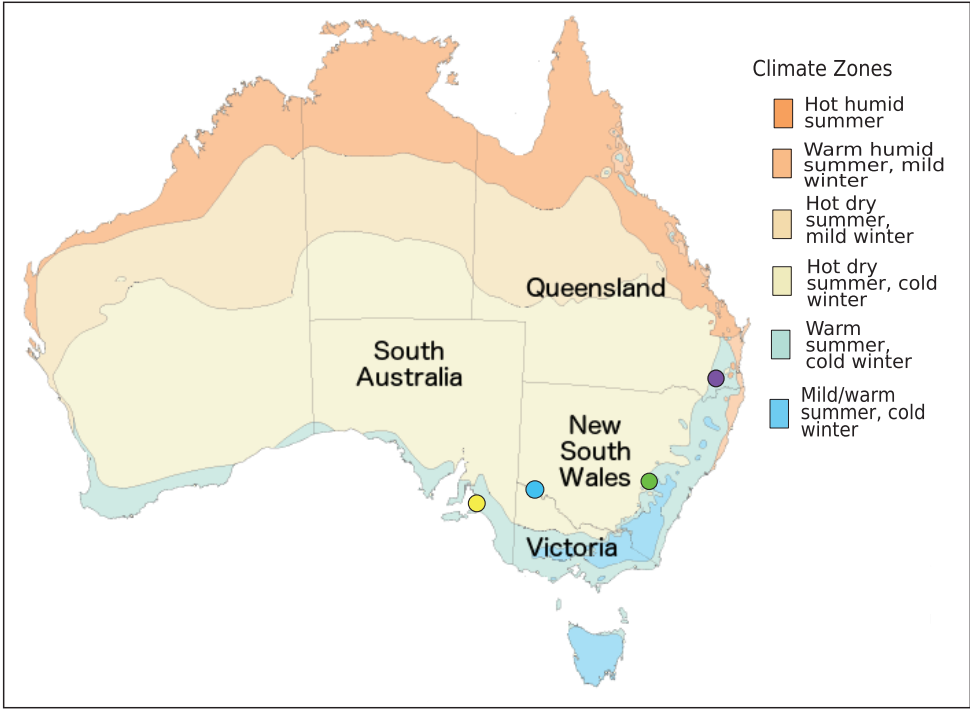 Climate Zones
Hot humid
summer
Warm humid
summer, mild
winter
Hot dry
summer,
mild winter
Hot dry
summer, cold
winter
Warm
summer,
cold winter
Mild/warm
summer, cold
winter
Queensland
South
Australia
New
South
Wales
Victoria